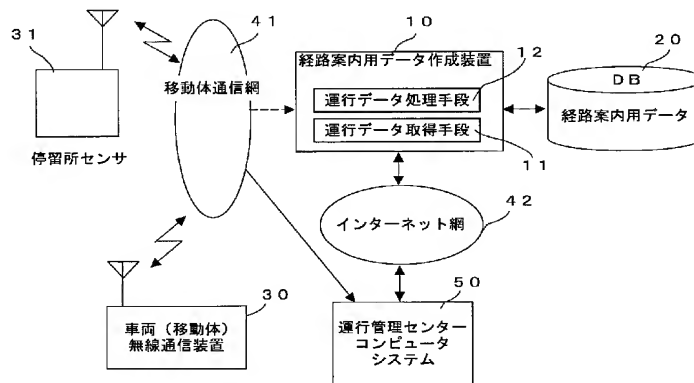 31
停留所センサ
41
移動体通信網
10
経路案内用データ作成装置
12
運行データ処理手段
運行データ取得手段
11
20
DB
経路案内用データ
インターネット網
42
30
車両（移動体）
無線通信装置
50
運行管理センター
コンピュータ
システム